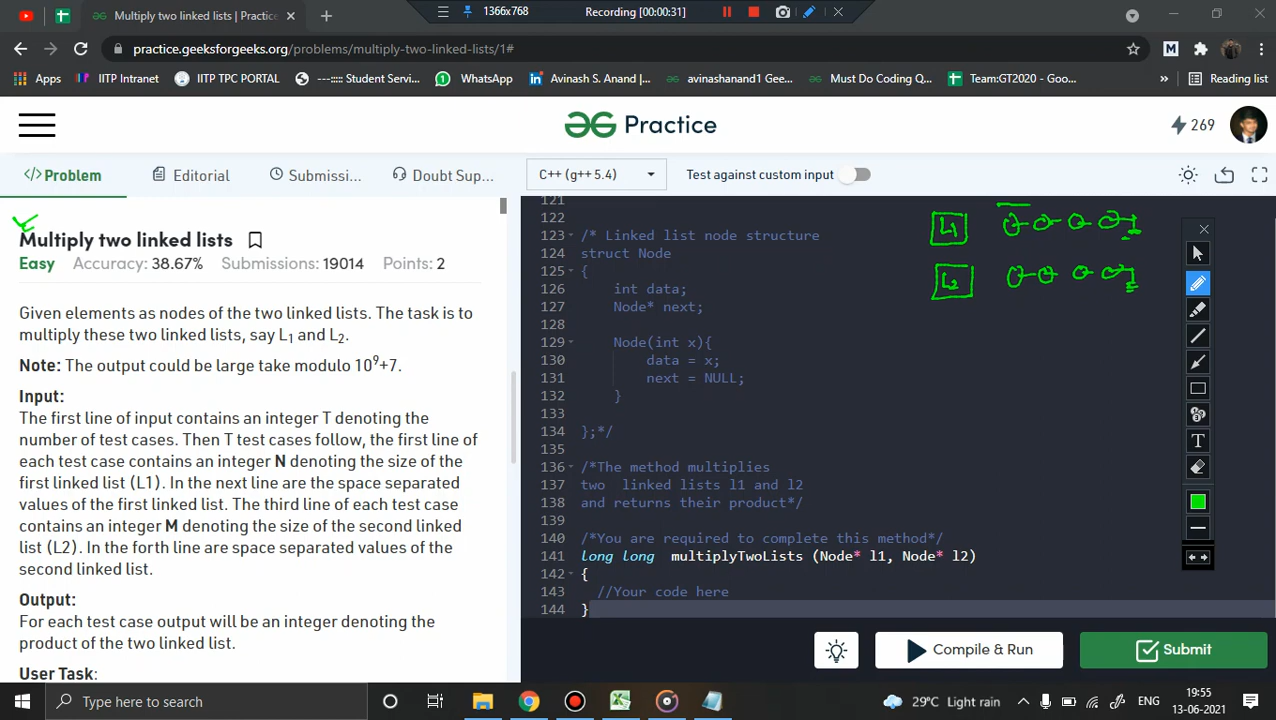 Multiply two linked lists | Practice
1366x768
Recording [00:00:31]
practice.geeksforgeeks.org/problems/multiply-two-linked-lists/1#
Apps
IITP Intranet
IITP TPC PORTAL
---::::: Student Servi...
WhatsApp
Avinash S. Anand |...
avinashanand1 Gee...
Must Do Coding Q...
Team:GT2020 - Goo...
»
Reading list
Practice
269
</> Problem
Editorial
Submissi...
Doubt Sup...
C++ (g++ 5.4)
Test against custom input
Multiply two linked lists
Easy Accuracy: 38.67% Submissions: 19014 Points: 2
Given elements as nodes of the two linked lists. The task is to
multiply these two linked lists, say L₁ and L₂.
Note: The output could be large take modulo 10⁹+7.
Input:
The first line of input contains an integer T denoting the
number of test cases. Then T test cases follow, the first line of
each test case contains an integer N denoting the size of the
first linked list (L1). In the next line are the space separated
values of the first linked list. The third line of each test case
contains an integer M denoting the size of the second linked
list (L2). In the forth line are space separated values of the
second linked list.
Output:
For each test case output will be an integer denoting the
product of the two linked list.
User Task:
121
122
123 /* Linked list node structure
124 struct Node
125 {
126 int data;
127 Node* next;
128
129 Node(int x){
130 data = x;
131 next = NULL;
132 }
133
134 };*/
135
136 /*The method multiplies
137 two linked lists l1 and l2
138 and returns their product*/
139
140 /*You are required to complete this method*/
141 long long multiplyTwoLists (Node* l1, Node* l2)
142 {
143 //Your code here
144 }
L1
L2
T
Compile & Run
Submit
Type here to search
29°C Light rain
ENG
19:55
13-06-2021